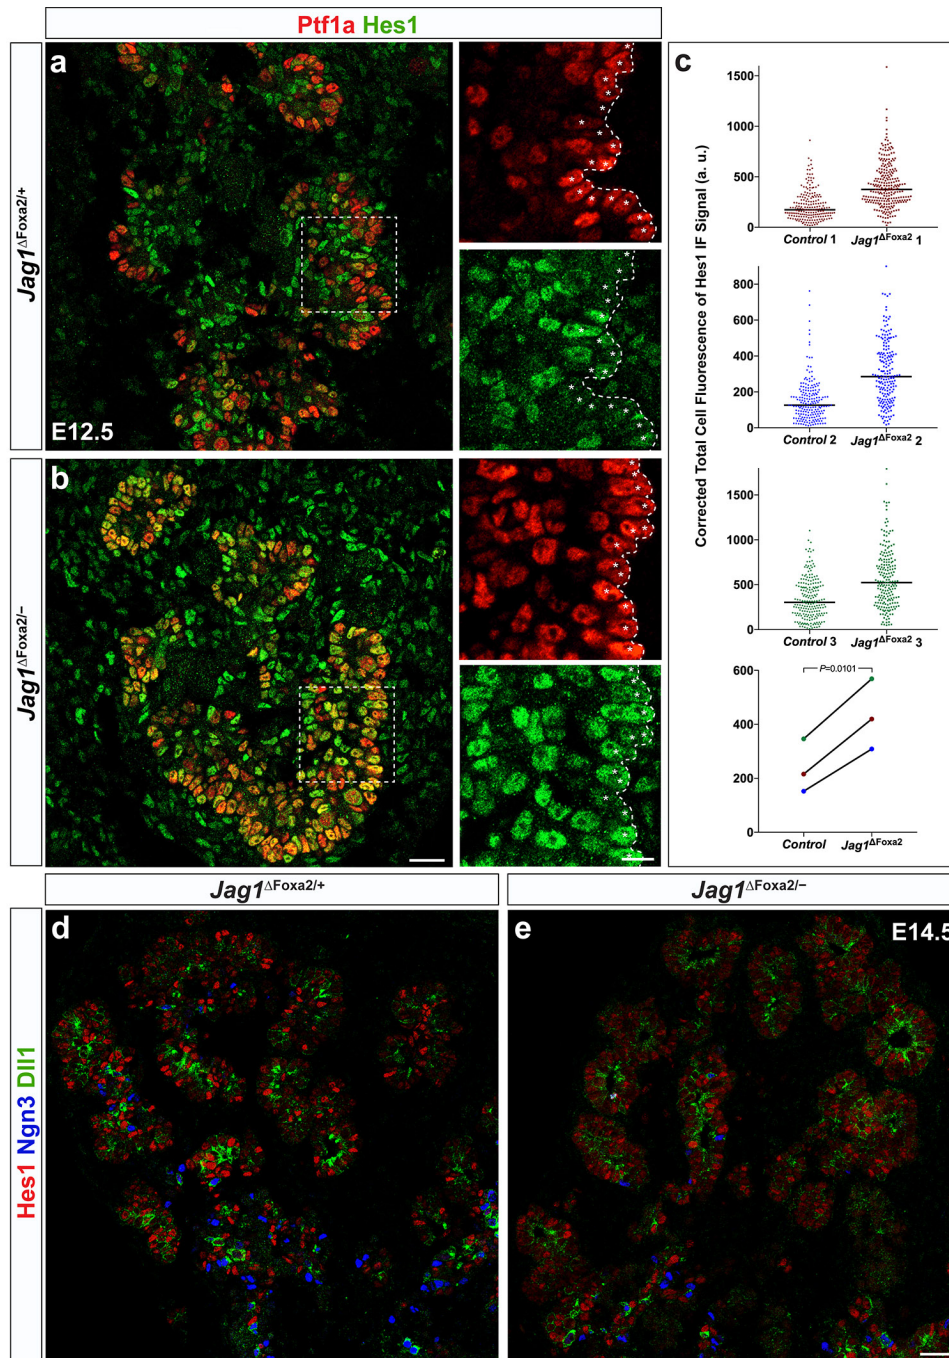 Ptf1a Hes1
Jag1ΔFoxa2/+
a
E12.5
Jag1ΔFoxa2/−
b
c
Corrected Total Cell Fluorescence of Hes1 IF Signal (a. u.)
1500
1000
500
0
Control 1 Jag1ΔFoxa2 1
800
600
400
200
0
Control 2 Jag1ΔFoxa2 2
1500
1000
500
0
Control 3 Jag1ΔFoxa2 3
600
400
200
0
P=0.0101
Control Jag1ΔFoxa2
Jag1ΔFoxa2/+
Jag1ΔFoxa2/−
Hes1 Ngn3 Dll1
d
e
E14.5